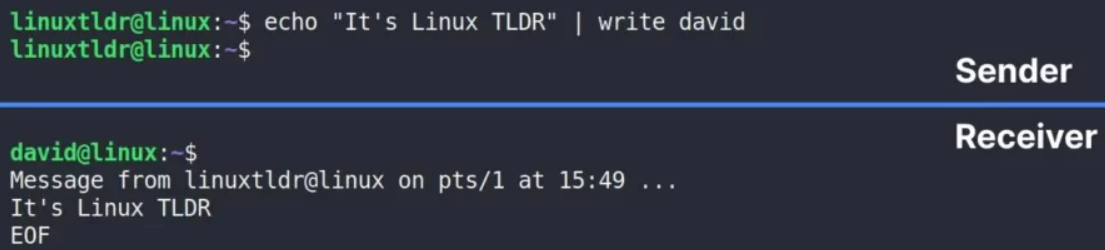 linuxtldr@linux:~$ echo "It's Linux TLDR" | write david
linuxtldr@linux:~$
Sender
Receiver
david@linux:~$
Message from linuxtldr@linux on pts/1 at 15:49 ...
It's Linux TLDR
EOF